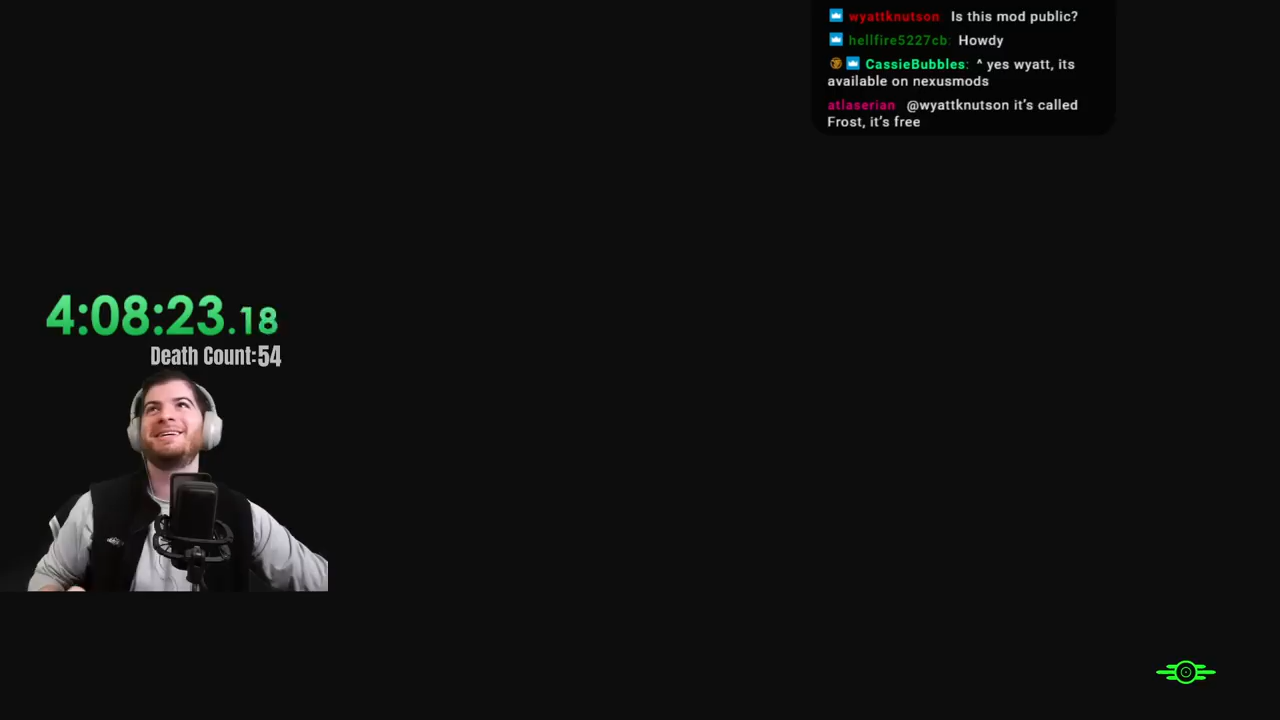 wyattknutson: Is this mod public?
hellfire5227cb: Howdy
CassieBubbles: ^ yes wyatt, its
available on nexusmods
atlaserian @wyattknutson it's called
Frost, it's free
4:08:23.18
Death Count:54